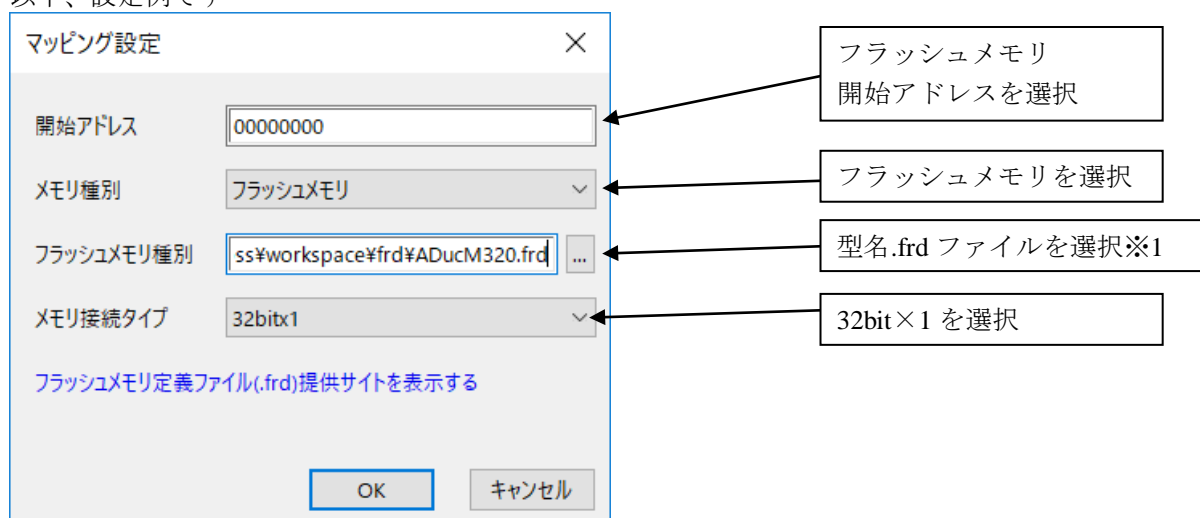 以下、設定例です
マッピング設定
開始アドレス 00000000
メモリ種別 フラッシュメモリ
フラッシュメモリ種別 ss¥workspace¥frd¥ADucM320.frd ...
メモリ接続タイプ 32bitx1
フラッシュメモリ定義ファイル(.frd)提供サイトを表示する
OK キャンセル
フラッシュメモリ
開始アドレスを選択
フラッシュメモリを選択
型名.frd ファイルを選択※1
32bit×1 を選択